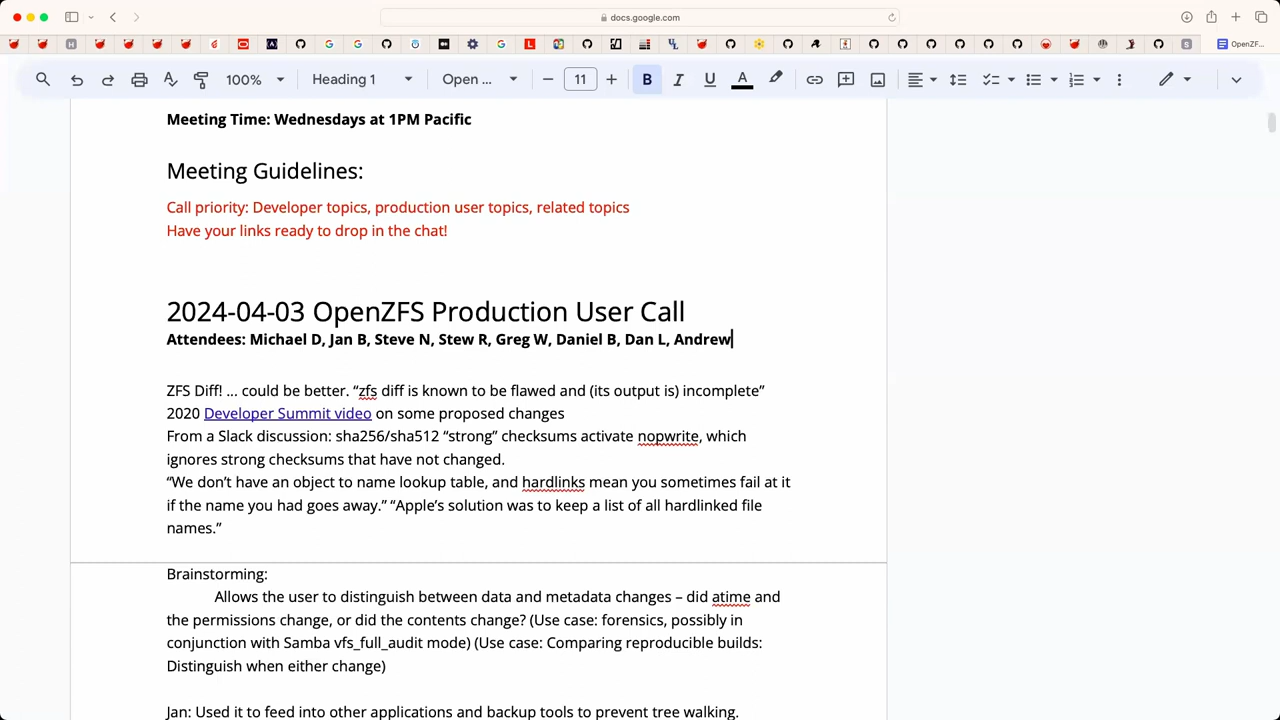 docs.google.com
OpenZF...
100%
Heading 1
Open ...
11
B
I
U
A
Meeting Time: Wednesdays at 1PM Pacific
Meeting Guidelines:
Call priority: Developer topics, production user topics, related topics
Have your links ready to drop in the chat!
2024-04-03 OpenZFS Production User Call
Attendees: Michael D, Jan B, Steve N, Stew R, Greg W, Daniel B, Dan L, Andrew
ZFS Diff! … could be better. “zfs diff is known to be flawed and (its output is) incomplete”
2020 Developer Summit video on some proposed changes
From a Slack discussion: sha256/sha512 “strong” checksums activate nopwrite, which
ignores strong checksums that have not changed.
“We don’t have an object to name lookup table, and hardlinks mean you sometimes fail at it
if the name you had goes away.” “Apple’s solution was to keep a list of all hardlinked file
names.”
Brainstorming:
Allows the user to distinguish between data and metadata changes – did atime and
the permissions change, or did the contents change? (Use case: forensics, possibly in
conjunction with Samba vfs_full_audit mode) (Use case: Comparing reproducible builds:
Distinguish when either change)
Jan: Used it to feed into other applications and backup tools to prevent tree walking.